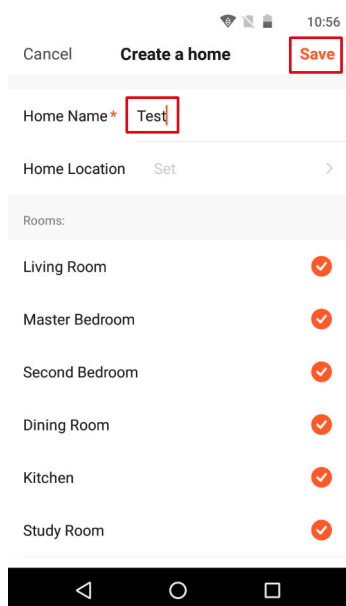 10:56
Cancel Create a home Save
Home Name* Test
Home Location Set
Rooms:
Living Room
Master Bedroom
Second Bedroom
Dining Room
Kitchen
Study Room